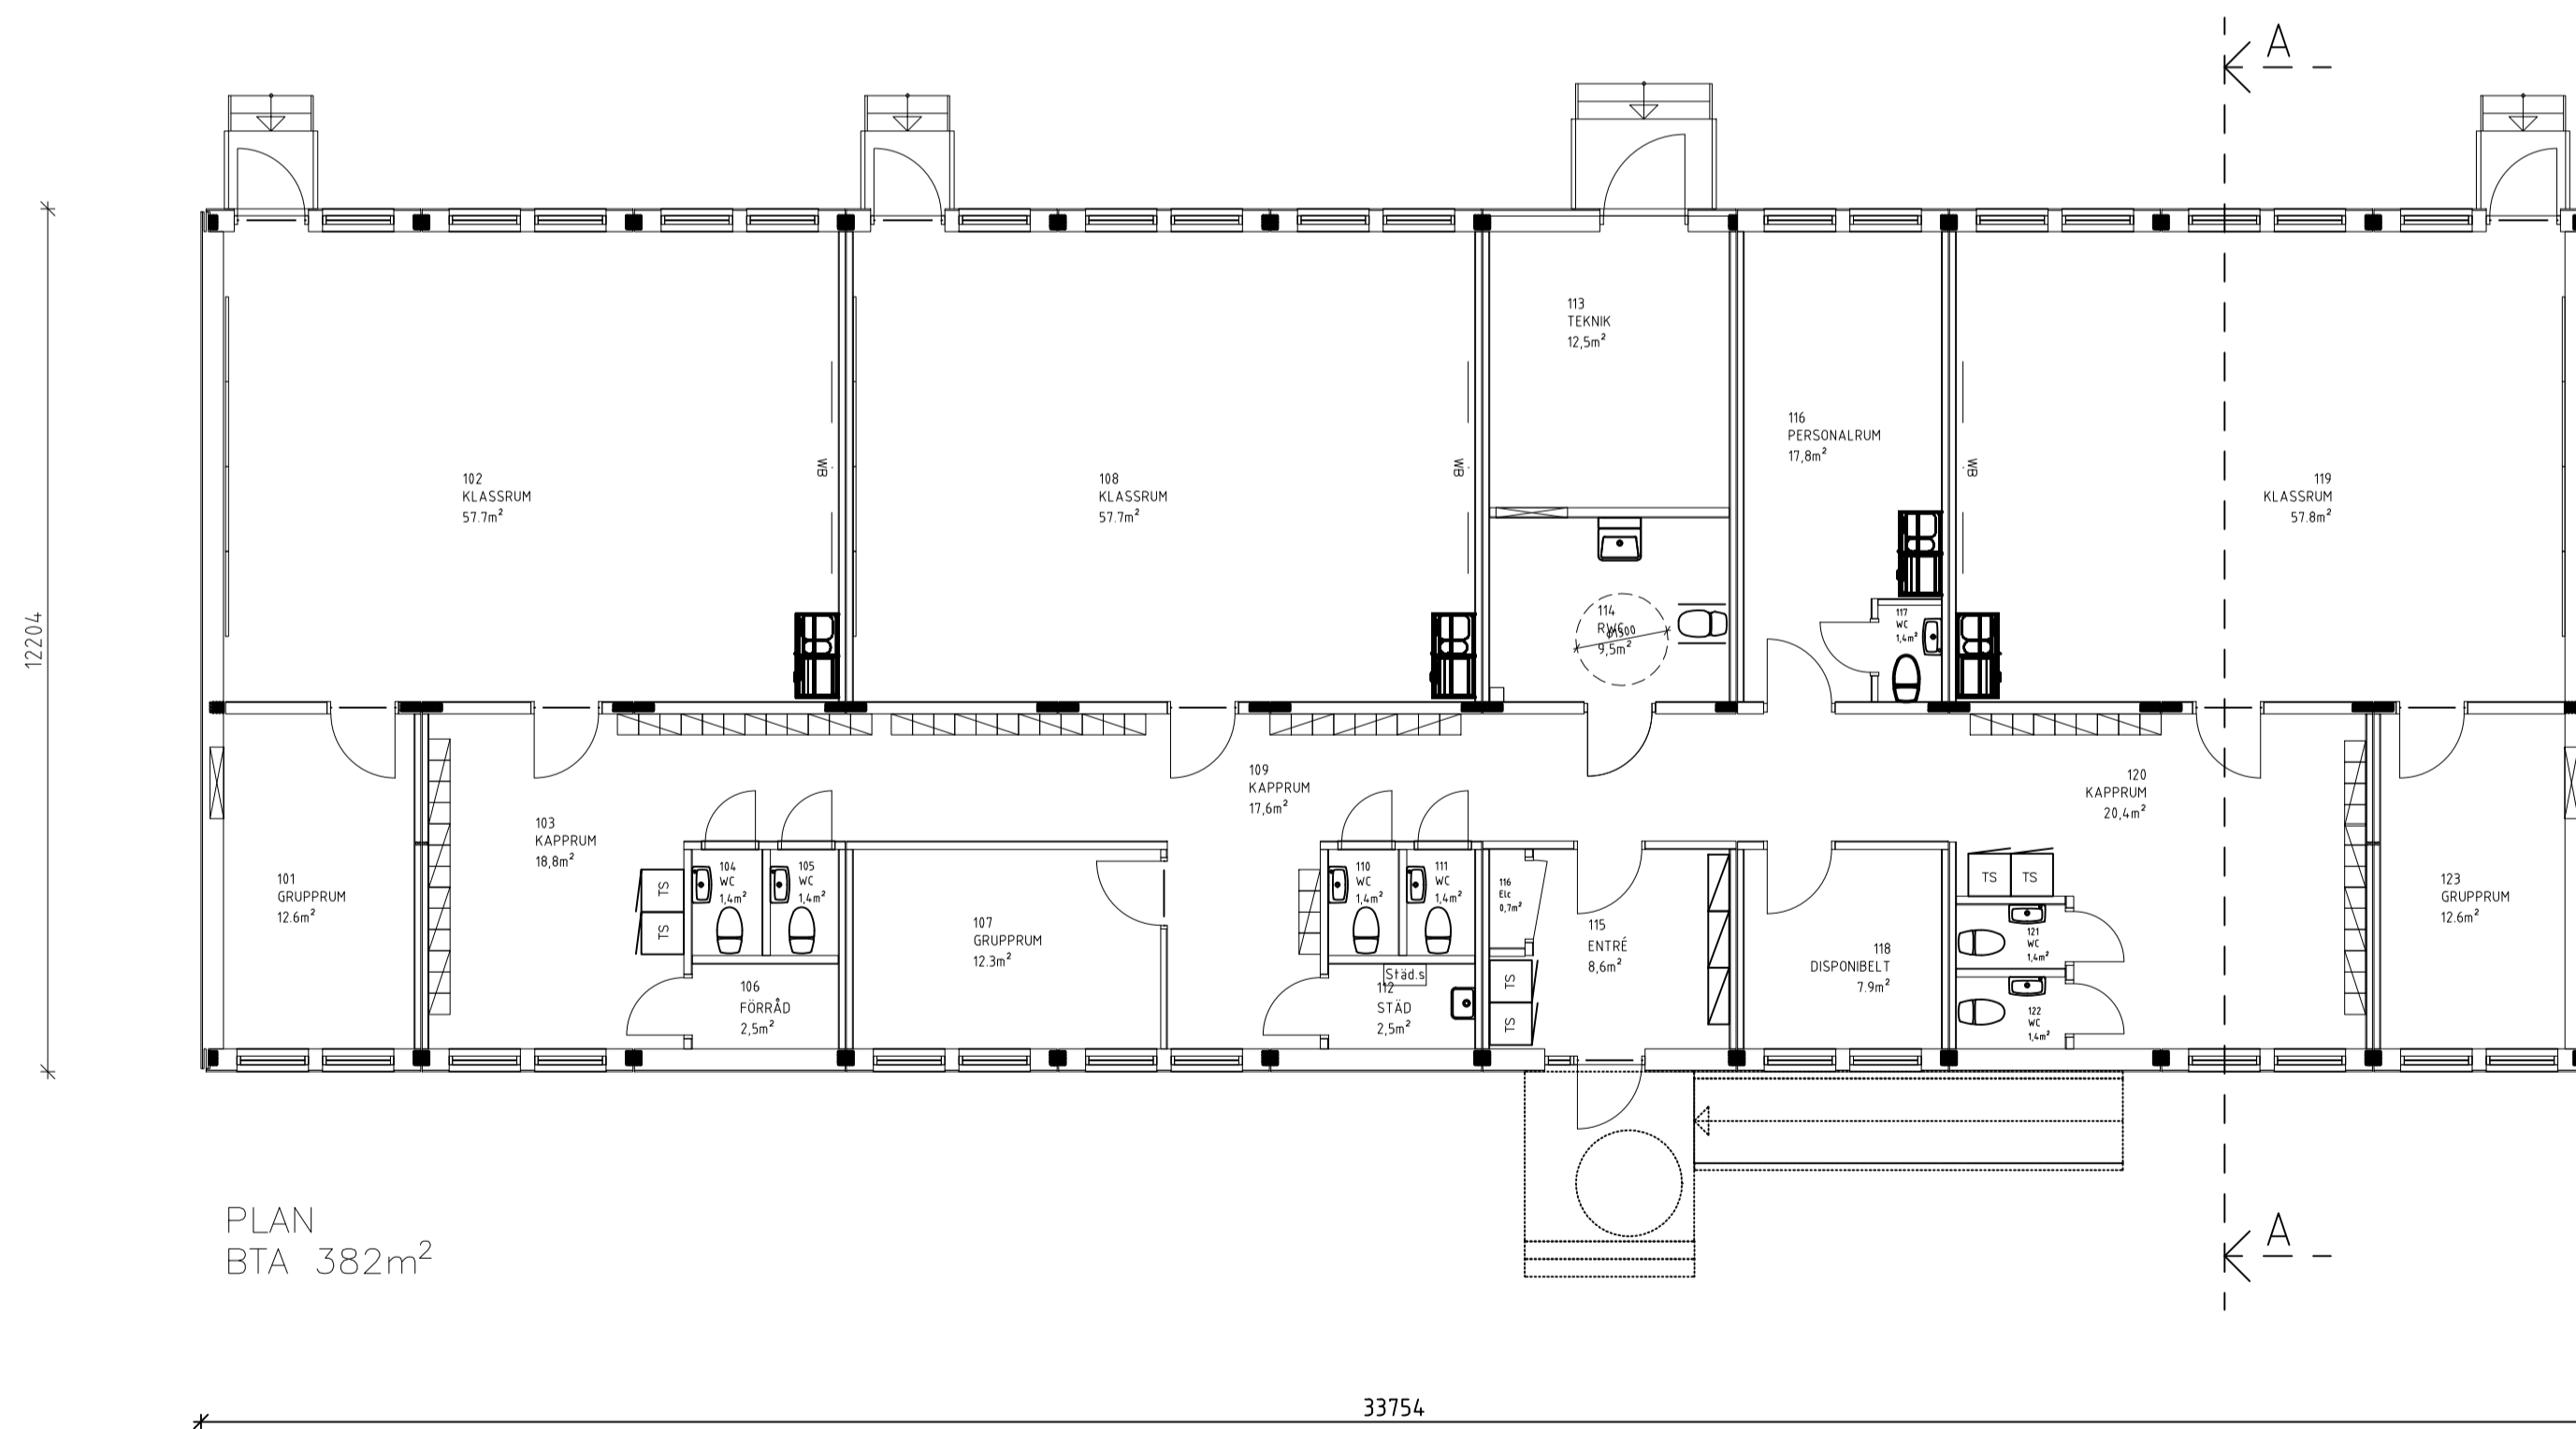 A
A
12204
113
TEKNIK
12,5m²
116
PERSONALRUM
17,8m²
102
KLASSRUM
57.7m²
WB
108
KLASSRUM
57.7m²
WB
WB
119
KLASSRUM
57.8m²
114
RWC
ø1500
9,5m²
117
WC
1,4m²
103
KAPPRUM
18,8m²
109
KAPPRUM
17,6m²
120
KAPPRUM
20,4m²
101
GRUPPRUM
12.6m²
TS
TS
104
WC
1,4m²
105
WC
1,4m²
106
FÖRRÅD
2,5m²
107
GRUPPRUM
12.3m²
110
WC
1,4m²
111
WC
1,4m²
Städ.s
112
STÄD
2,5m²
116
Elc
0,7m²
TS
TS
115
ENTRÉ
8,6m²
118
DISPONIBELT
7.9m²
TS
TS
121
WC
1,4m²
122
WC
1,4m²
123
GRUPPRUM
12.6m²
PLAN
BTA 382m²
33754